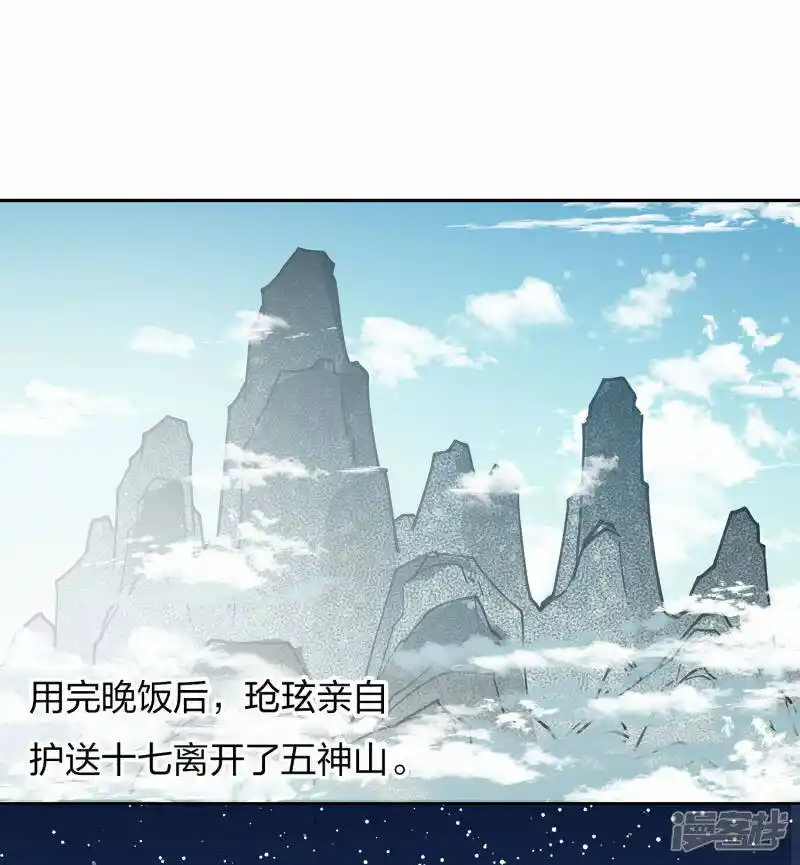 用完晚饭后，玱玹亲自
护送十七离开了五神山。
漫客栈